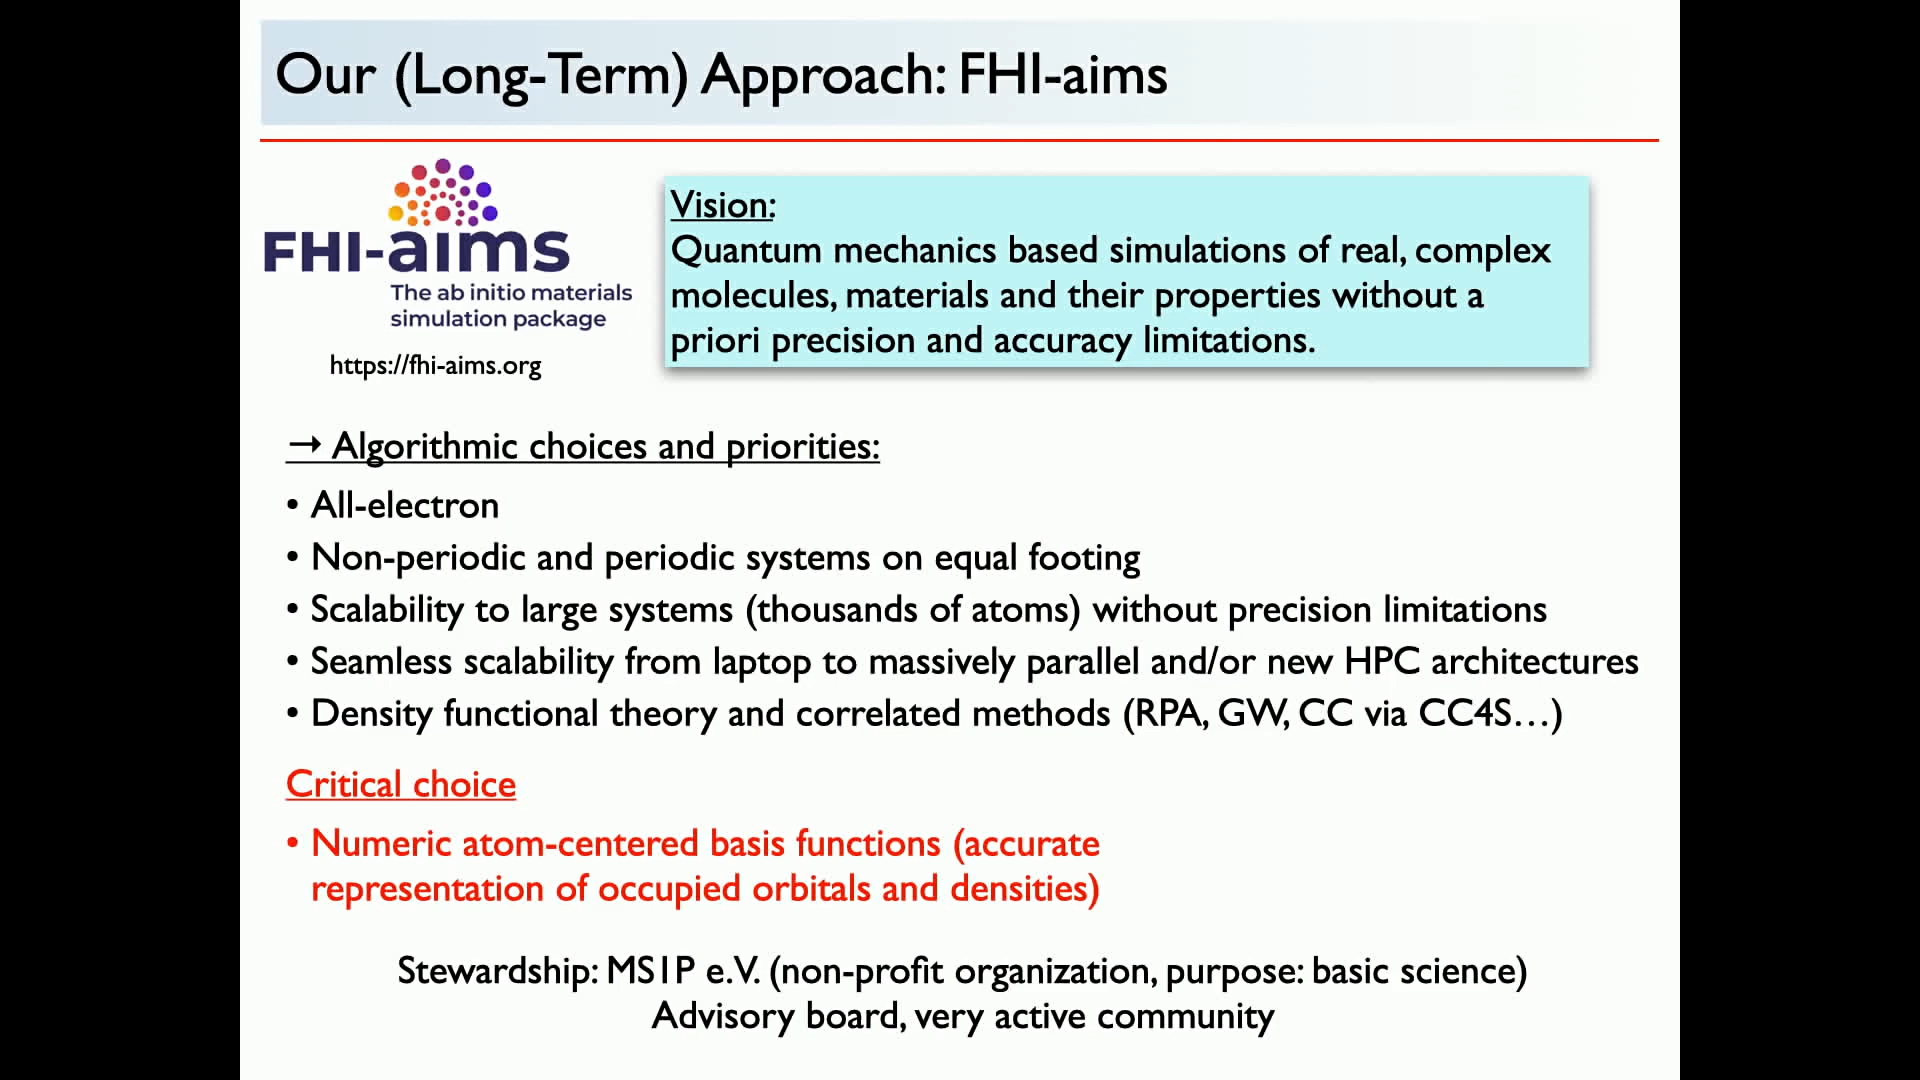 Our (Long-Term) Approach: FHI-aims
FHI-aims
The ab initio materials
simulation package
https://fhi-aims.org
Vision:
Quantum mechanics based simulations of real, complex
molecules, materials and their properties without a
priori precision and accuracy limitations.
→ Algorithmic choices and priorities:
• All-electron
• Non-periodic and periodic systems on equal footing
• Scalability to large systems (thousands of atoms) without precision limitations
• Seamless scalability from laptop to massively parallel and/or new HPC architectures
• Density functional theory and correlated methods (RPA, GW, CC via CC4S…)
Critical choice
• Numeric atom-centered basis functions (accurate
representation of occupied orbitals and densities)
Stewardship: MS1P e.V. (non-profit organization, purpose: basic science)
Advisory board, very active community